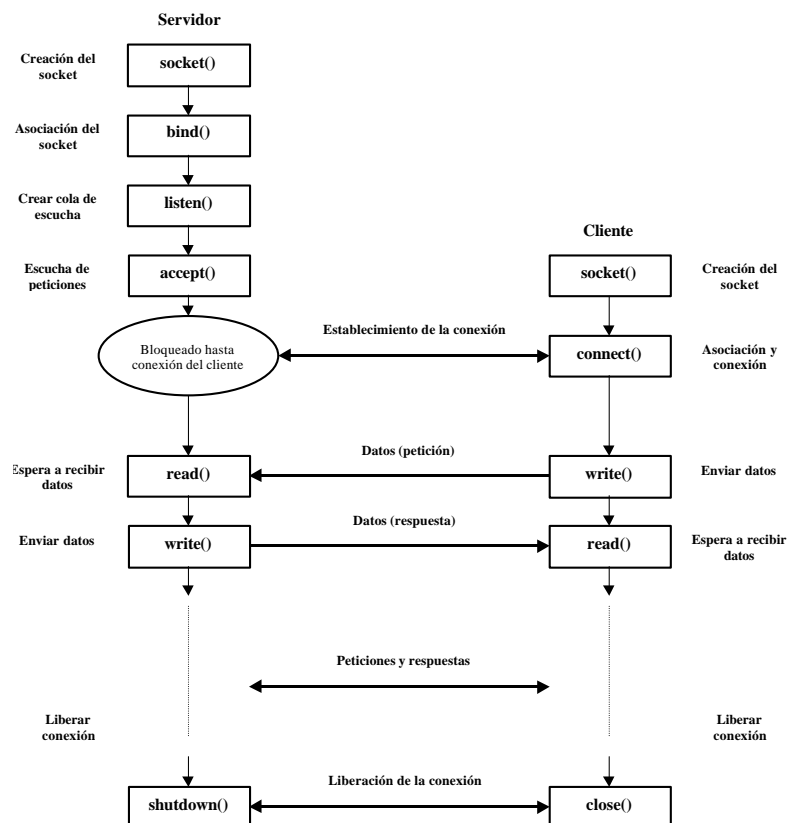 Servidor
Creación del
socket
socket()
Asociación del
socket
bind()
Crear cola de
escucha
listen()
Cliente
Escucha de
peticiones
accept()
socket()
Creación del
socket
Bloqueado hasta
conexión del cliente
Establecimiento de la conexión
connect()
Asociación y
conexión
Espera a recibir
datos
read()
Datos (petición)
write()
Enviar datos
Enviar datos
write()
Datos (respuesta)
read()
Espera a recibir
datos
Peticiones y respuestas
Liberar
conexión
Liberar
conexión
shutdown()
Liberación de la conexión
close()